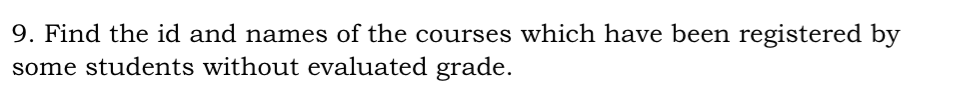 9. Find the id and names of the courses which have been registered by
some students without evaluated grade.